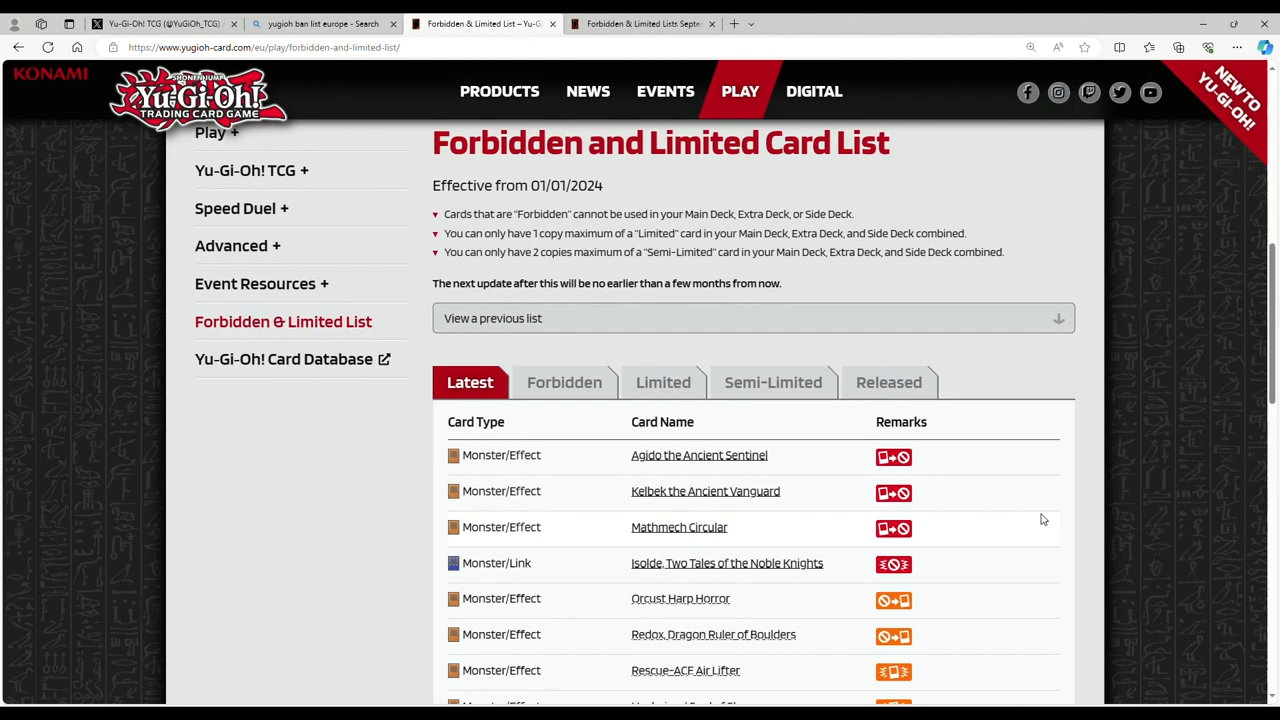 Yu-Gi-Oh! TCG (@YuGiOh_TCG) /
yugioh ban list europe - Search
Forbidden & Limited List – Yu-G
Forbidden & Limited Lists Septe
https://www.yugioh-card.com/eu/play/forbidden-and-limited-list/
KONAMI
SHONEN JUMP
Yu-Gi-Oh!
TRADING CARD GAME
PRODUCTS
NEWS
EVENTS
PLAY
DIGITAL
NEW TO
YU-GI-OH!
Play +
Yu-Gi-Oh! TCG +
Speed Duel +
Advanced +
Event Resources +
Forbidden & Limited List
Yu-Gi-Oh! Card Database
Forbidden and Limited Card List
Effective from 01/01/2024
Cards that are "Forbidden" cannot be used in your Main Deck, Extra Deck, or Side Deck.
You can only have 1 copy maximum of a "Limited" card in your Main Deck, Extra Deck, and Side Deck combined.
You can only have 2 copies maximum of a "Semi-Limited" card in your Main Deck, Extra Deck, and Side Deck combined.
The next update after this will be no earlier than a few months from now.
View a previous list
Latest Forbidden Limited Semi-Limited Released
Card Type Card Name Remarks
Monster/Effect Agido the Ancient Sentinel
Monster/Effect Kelbek the Ancient Vanguard
Monster/Effect Mathmech Circular
Monster/Link Isolde, Two Tales of the Noble Knights
Monster/Effect Orcust Harp Horror
Monster/Effect Redox, Dragon Ruler of Boulders
Monster/Effect Rescue-ACE Air Lifter